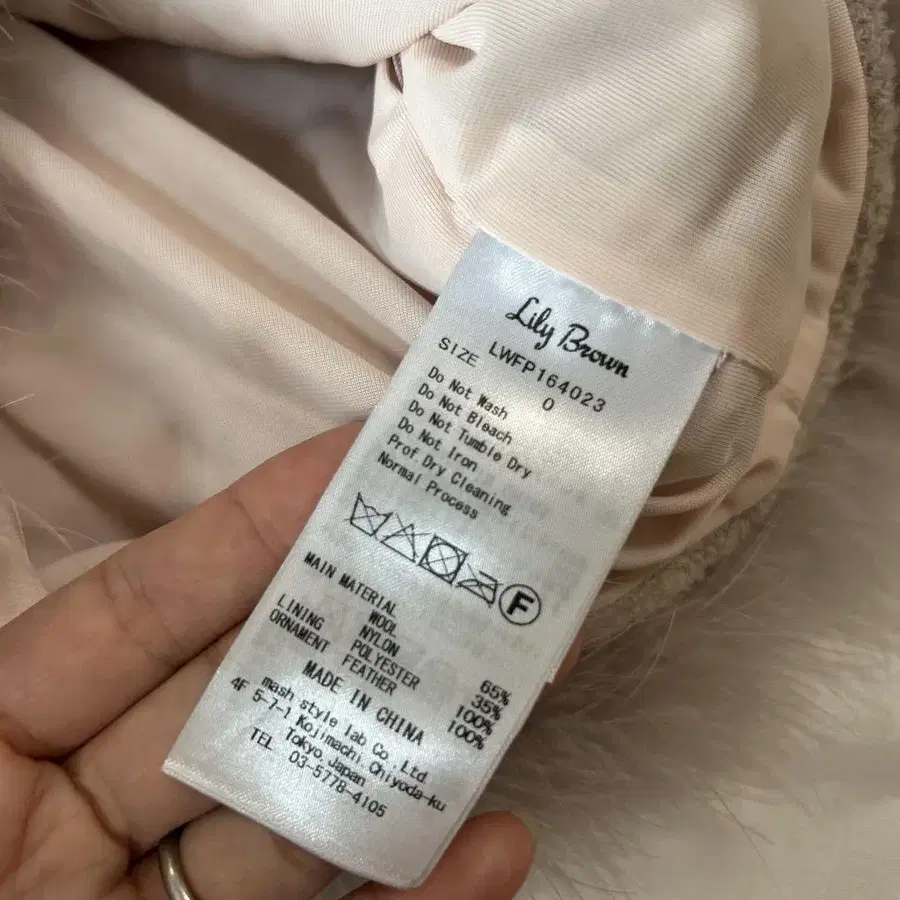 Lily Brown
LWFP164023
SIZE 0
Do Not Wash
Do Not Bleach
Do Not Tumble Dry
Do Not Iron
Prof. Dry Cleaning
Normal Process
F
MAIN MATERIAL
WOOL 65%
NYLON 35%
LINING POLYESTER 100%
ORNAMENT FEATHER 100%
MADE IN CHINA
mash style lab Co.,Ltd
4F 5-7-1 Kojimachi Chiyoda-ku
Tokyo Japan
TEL 03-5778-4105